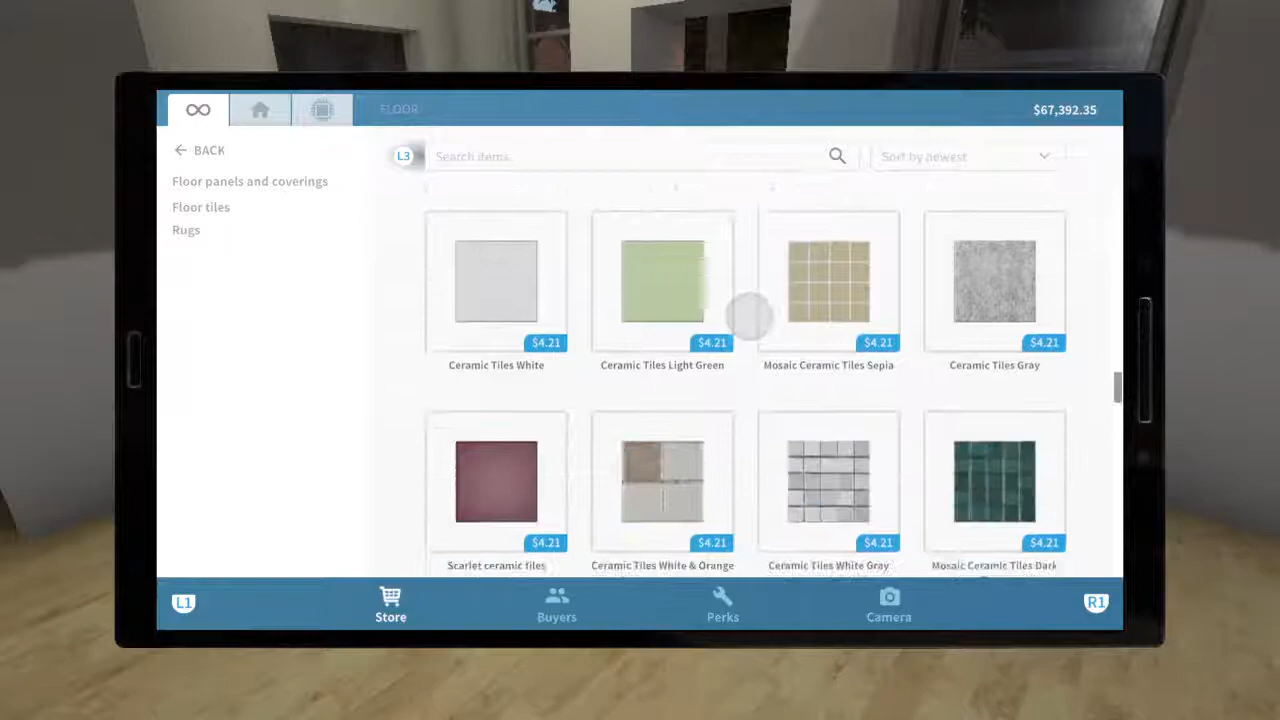 FLOOR
$67,392.35
BACK
Floor panels and coverings
Floor tiles
Rugs
L3
Search items.
Sort by newest
$4.21
$4.21
$4.21
$4.21
Ceramic Tiles White
Ceramic Tiles Light Green
Mosaic Ceramic Tiles Sepia
Ceramic Tiles Gray
$4.21
$4.21
$4.21
$4.21
Scarlet ceramic tiles
Ceramic Tiles White & Orange
Ceramic Tiles White Gray
Mosaic Ceramic Tiles Dark
L1
Store
Buyers
Perks
Camera
R1